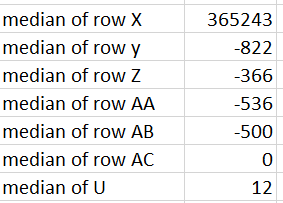 median of row X 365243
median of row y -822
median of row Z -366
median of row AA -536
median of row AB -500
median of row AC 0
median of U 12